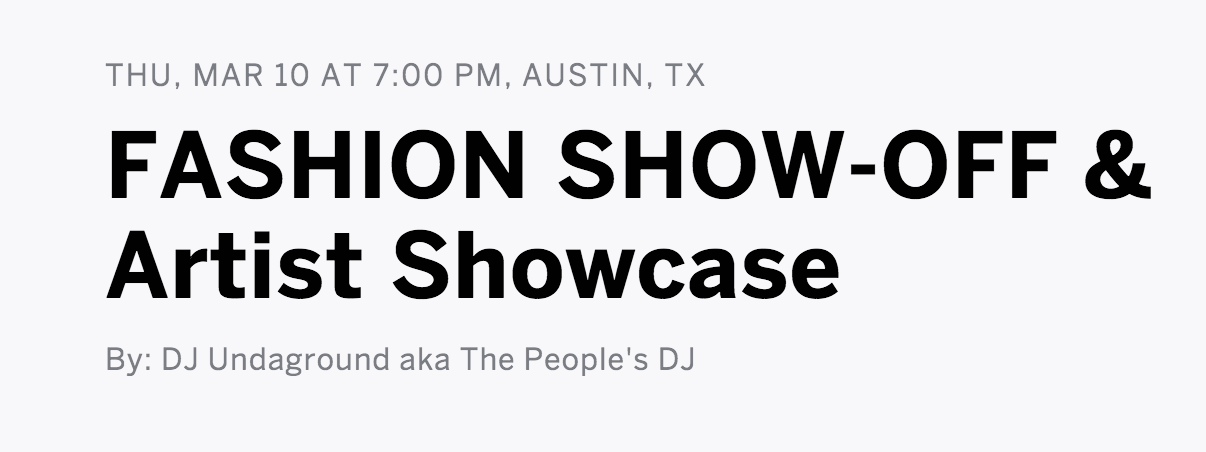 THU, MAR 10 AT 7:00 PM, AUSTIN, TX
FASHION SHOW-OFF &
Artist Showcase
By: DJ Undaground aka The People's DJ